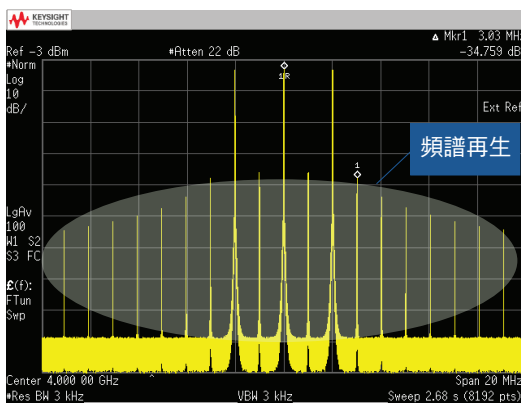 KEYSIGHT
TECHNOLOGIES
Δ Mkr1 3.03 MHz
Ref -3 dBm #Atten 22 dB -34.759 dB
#Norm
Log
10
dB/
1R
Ext Ref
頻譜再生
1
LgAv
100
W1 S2
S3 FC
£(f):
FTun
Swp
Center 4.000 00 GHz Span 20 MHz
#Res BW 3 kHz VBW 3 kHz Sweep 2.68 s (8192 pts)